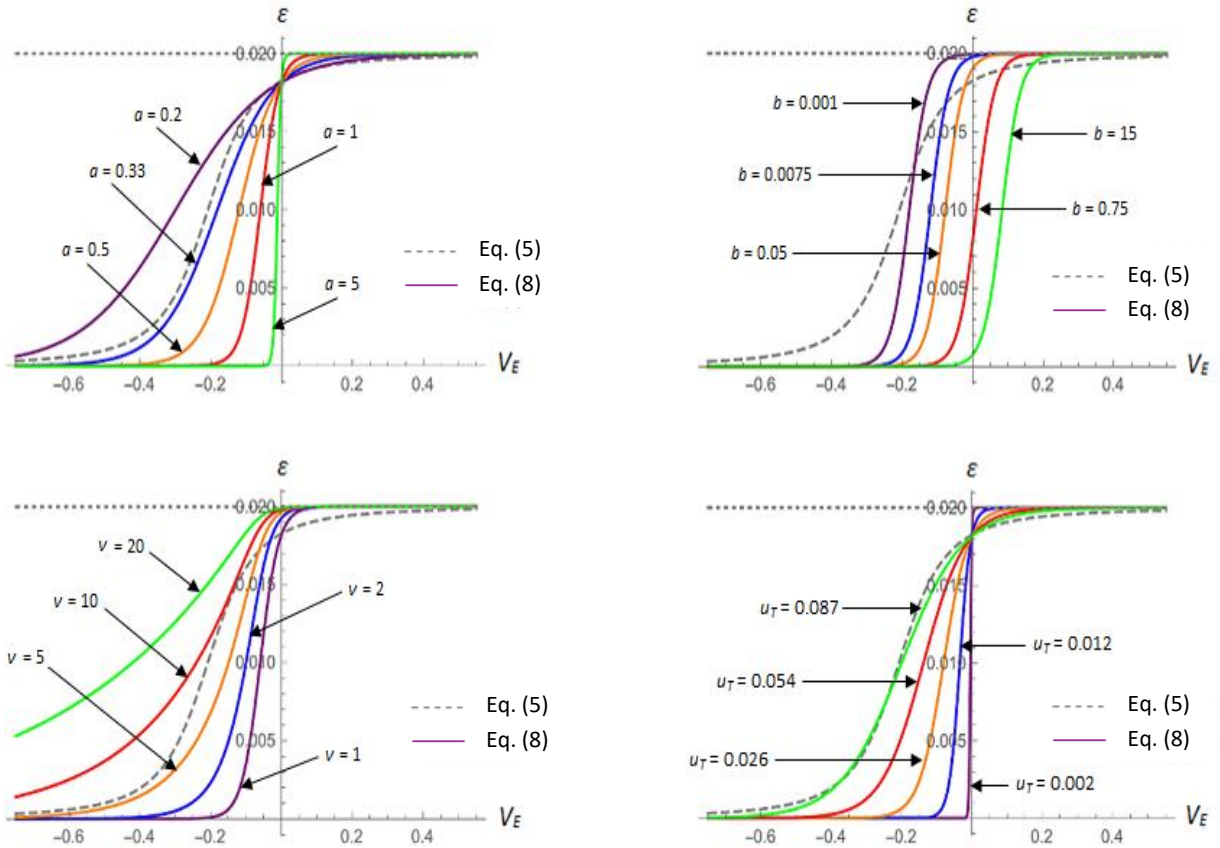 ε
0.020
a = 0.2
0.015
a = 1
a = 0.33
0.010
a = 0.5
Eq. (5)
Eq. (8)
0.005
a = 5
−0.6
−0.4
−0.2
0.2
0.4
V_E
ε
0.020
b = 0.001
0.015
b = 15
b = 0.0075
0.010
b = 0.75
b = 0.05
Eq. (5)
0.005
Eq. (8)
−0.6
−0.4
−0.2
0.2
0.4
V_E
ε
0.020
v = 20
0.015
v = 2
v = 10
v = 5
0.010
Eq. (5)
Eq. (8)
0.005
v = 1
−0.6
−0.4
−0.2
0.2
0.4
V_E
ε
0.020
0.015
u_T = 0.087
u_T = 0.012
0.010
u_T = 0.054
Eq. (5)
0.005
Eq. (8)
u_T = 0.026
u_T = 0.002
−0.6
−0.4
−0.2
0.2
0.4
V_E